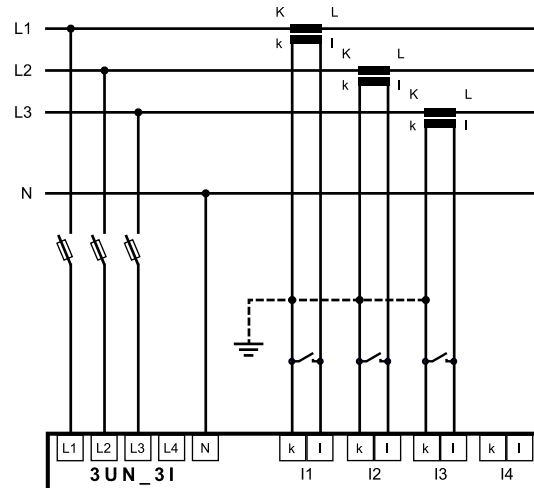 L1 K L
k l
L2 K L
k l
L3 K L
k l
N
L1 L2 L3 L4 N k l k l k l
3UN_3I I1 I2 I3 I4